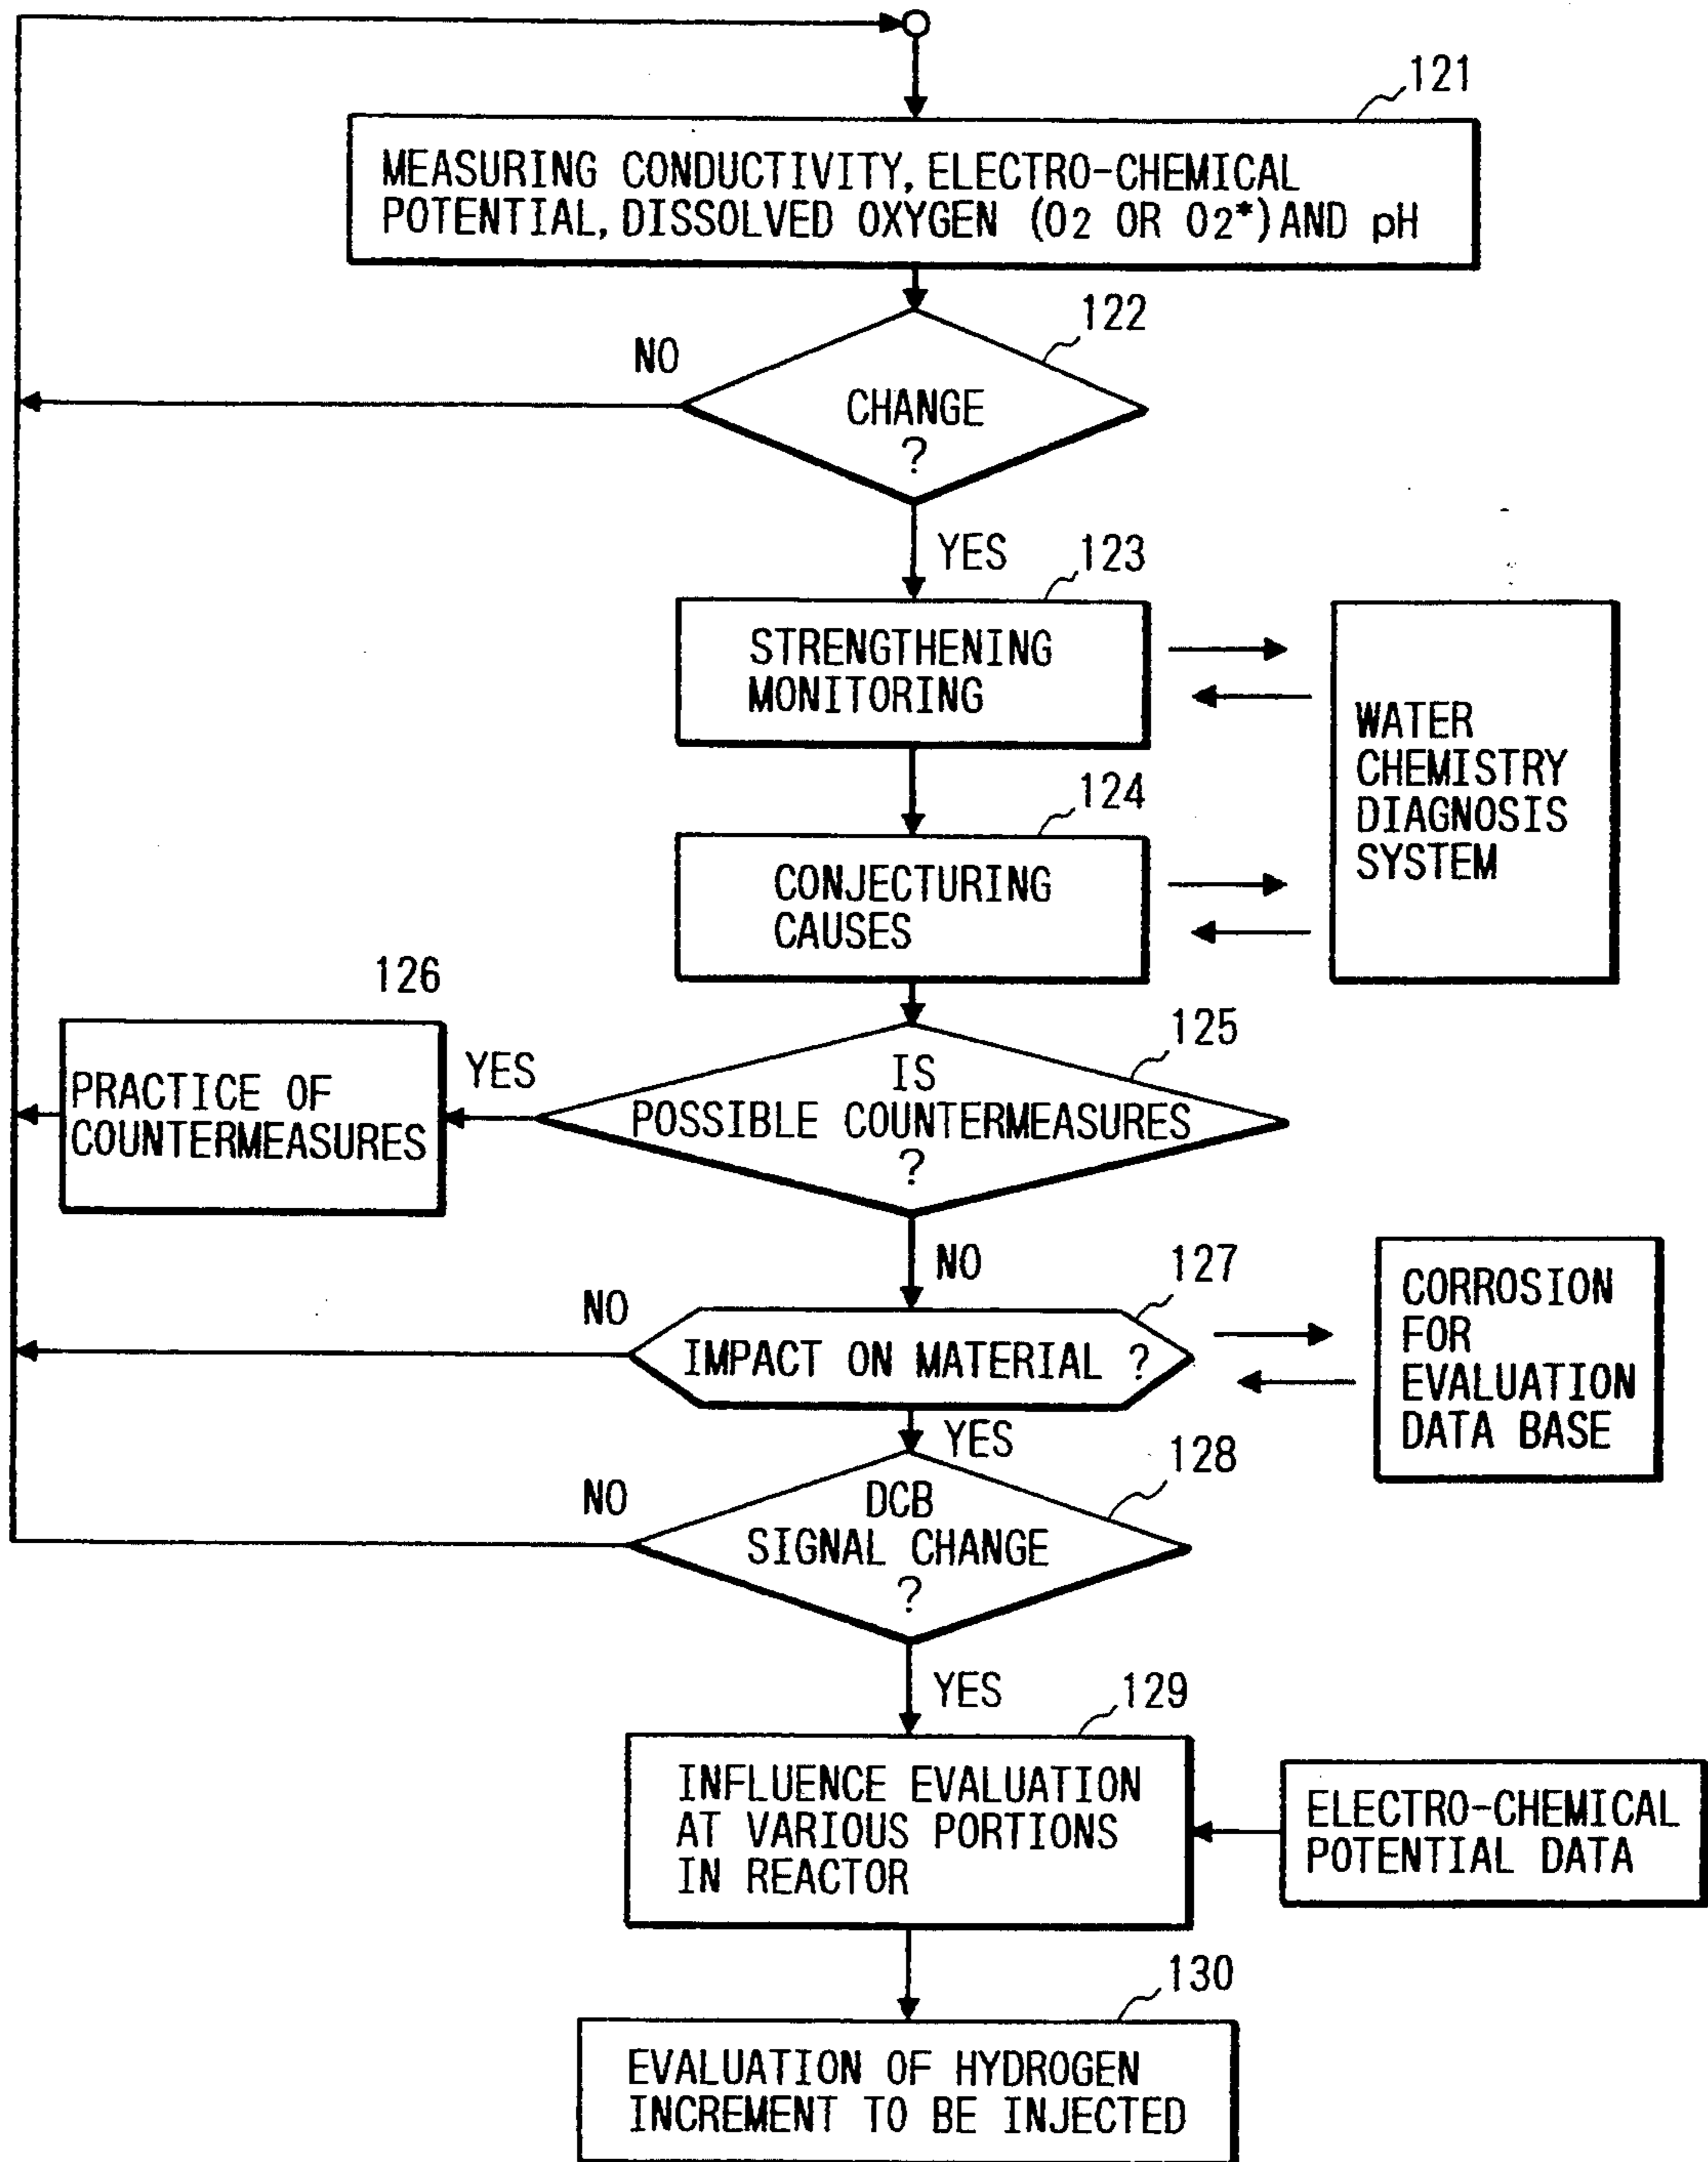 121
MEASURING CONDUCTIVITY, ELECTRO-CHEMICAL
POTENTIAL, DISSOLVED OXYGEN (O2 OR O2*) AND pH
122
NO
CHANGE
?
YES
123
STRENGTHENING
MONITORING
WATER
CHEMISTRY
DIAGNOSIS
SYSTEM
124
CONJECTURING
CAUSES
126
PRACTICE OF
COUNTERMEASURES
YES
125
IS
POSSIBLE COUNTERMEASURES
?
NO
127
NO
IMPACT ON MATERIAL ?
CORROSION
FOR
EVALUATION
DATA BASE
YES
128
NO
DCB
SIGNAL CHANGE
?
YES
129
INFLUENCE EVALUATION
AT VARIOUS PORTIONS
IN REACTOR
ELECTRO-CHEMICAL
POTENTIAL DATA
130
EVALUATION OF HYDROGEN
INCREMENT TO BE INJECTED